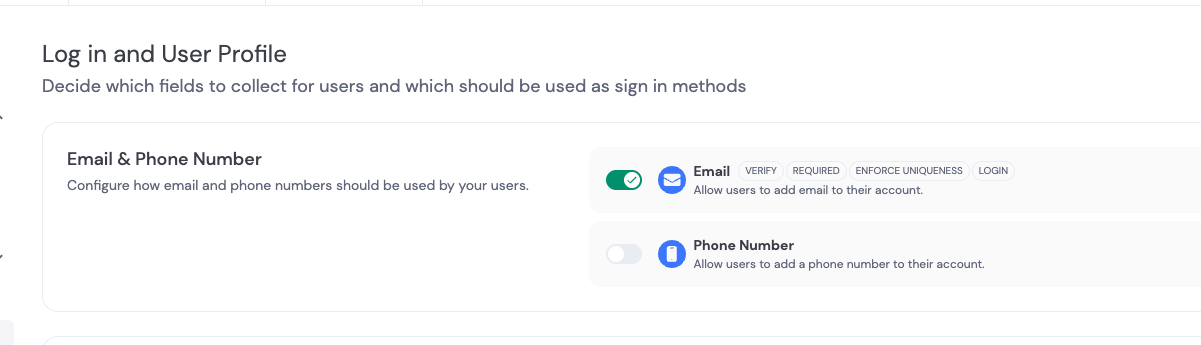 Log in and User Profile
Decide which fields to collect for users and which should be used as sign in methods
Email & Phone Number
Configure how email and phone numbers should be used by your users.
Email VERIFY REQUIRED ENFORCE UNIQUENESS LOGIN
Allow users to add email to their account.
Phone Number
Allow users to add a phone number to their account.